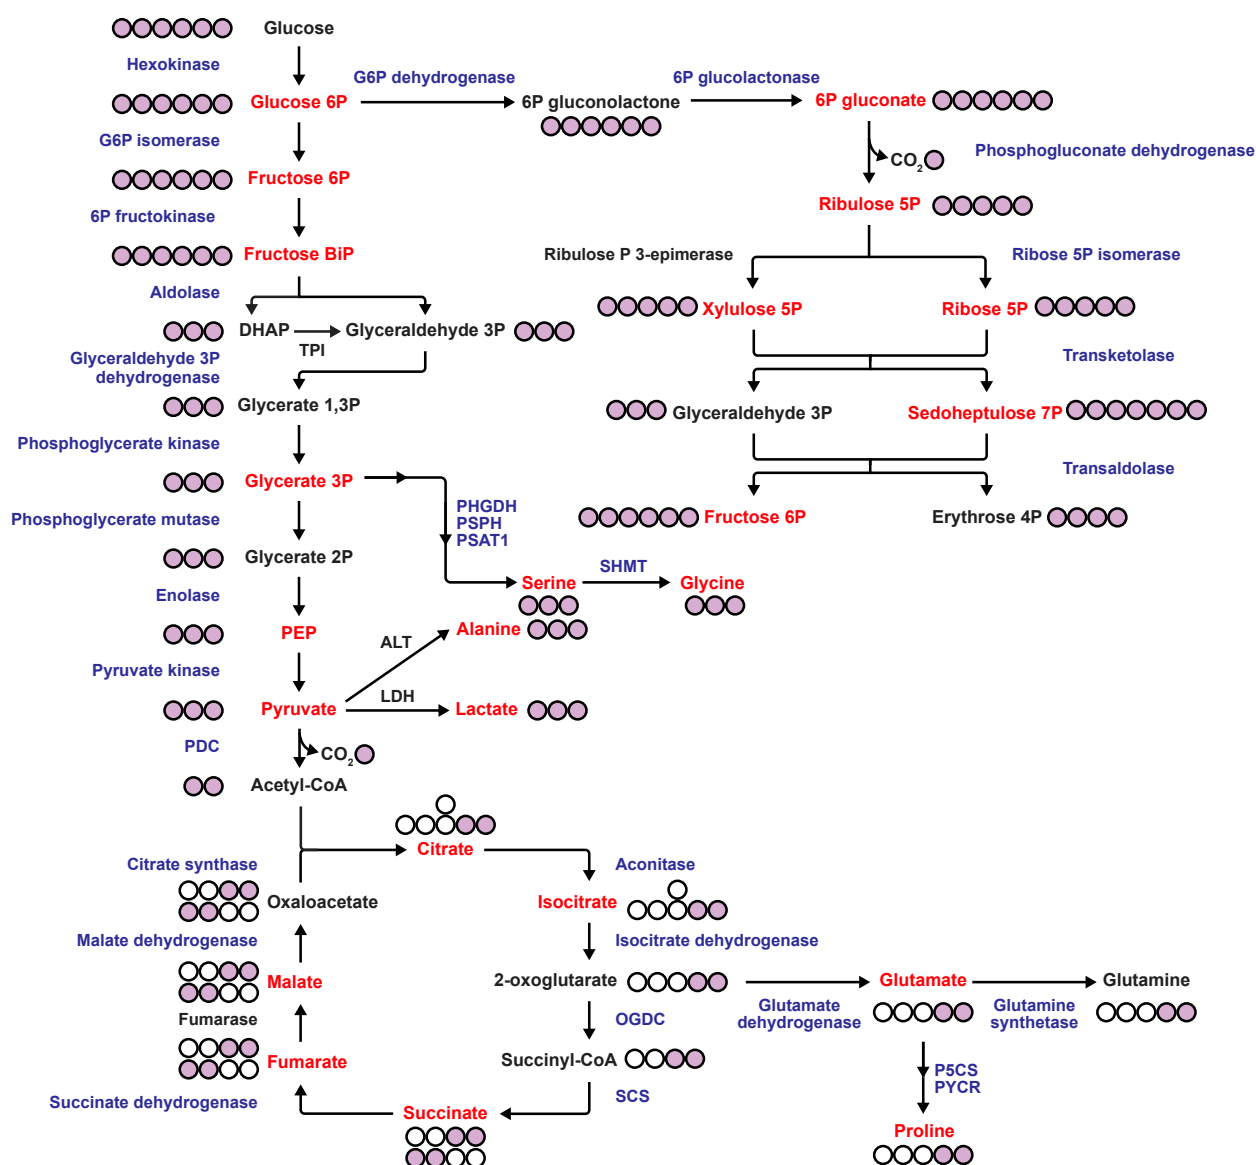 Glucose
Hexokinase
G6P dehydrogenase
6P glucolactonase
Glucose 6P
6P gluconolactone
6P gluconate
G6P isomerase
CO2
Phosphogluconate dehydrogenase
Fructose 6P
Ribulose 5P
6P fructokinase
Fructose BiP
Ribulose P 3-epimerase
Ribose 5P isomerase
Aldolase
Xylulose 5P
Ribose 5P
DHAP
Glyceraldehyde 3P
TPI
Glyceraldehyde 3P
dehydrogenase
Transketolase
Glycerate 1,3P
Glyceraldehyde 3P
Sedoheptulose 7P
Phosphoglycerate kinase
Transaldolase
Glycerate 3P
Phosphoglycerate mutase
PHGDH
PSPH
PSAT1
Fructose 6P
Erythrose 4P
Glycerate 2P
Enolase
Serine
SHMT
Glycine
PEP
ALT
Alanine
Pyruvate kinase
Pyruvate
LDH
Lactate
PDC
CO2
Acetyl-CoA
Citrate
Citrate synthase
Aconitase
Oxaloacetate
Isocitrate
Malate dehydrogenase
Isocitrate dehydrogenase
Malate
2-oxoglutarate
Glutamate
Glutamine
Glutamate
dehydrogenase
Glutamine
synthetase
Fumarase
OGDC
Fumarate
Succinyl-CoA
P5CS
PYCR
Succinate dehydrogenase
SCS
Succinate
Proline